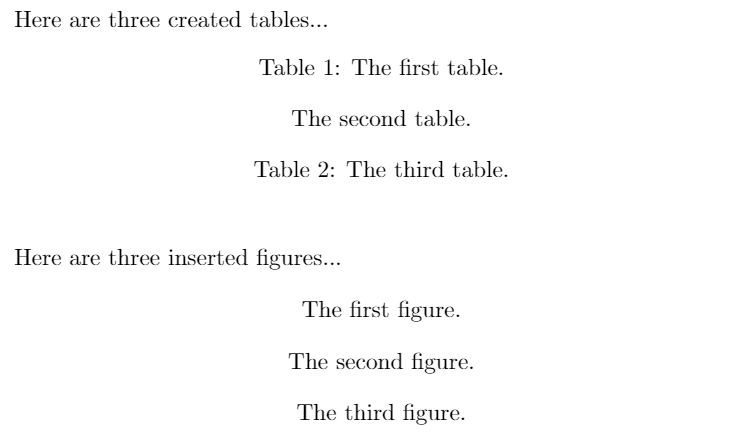 Here are three created tables...
Table 1: The first table.
The second table.
Table 2: The third table.
Here are three inserted figures...
The first figure.
The second figure.
The third figure.